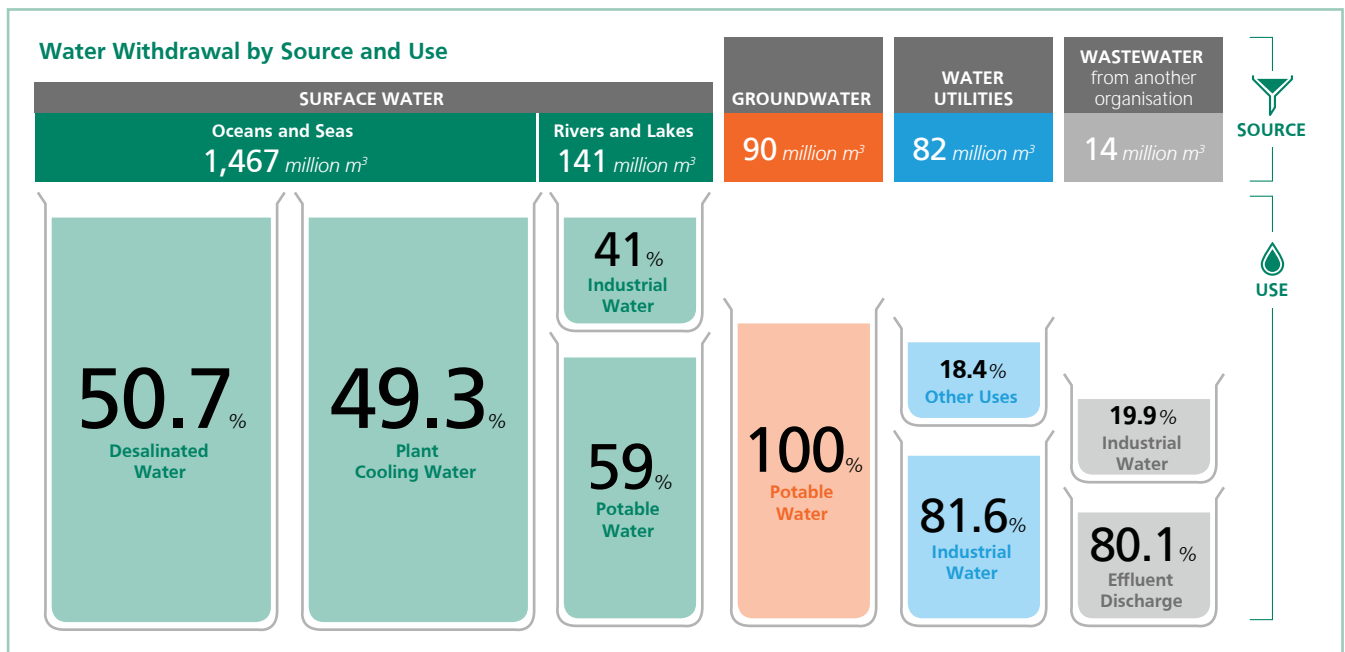 Water Withdrawal by Source and Use
SURFACE WATER
Oceans and Seas
1,467 million m³
Rivers and Lakes
141 million m³
GROUNDWATER
90 million m³
WATER
UTILITIES
82 million m³
WASTEWATER
from another
organisation
14 million m³
SOURCE
50.7%
Desalinated
Water
49.3%
Plant
Cooling Water
41%
Industrial
Water
59%
Potable
Water
100%
Potable
Water
18.4%
Other Uses
81.6%
Industrial
Water
19.9%
Industrial
Water
80.1%
Effluent
Discharge
USE